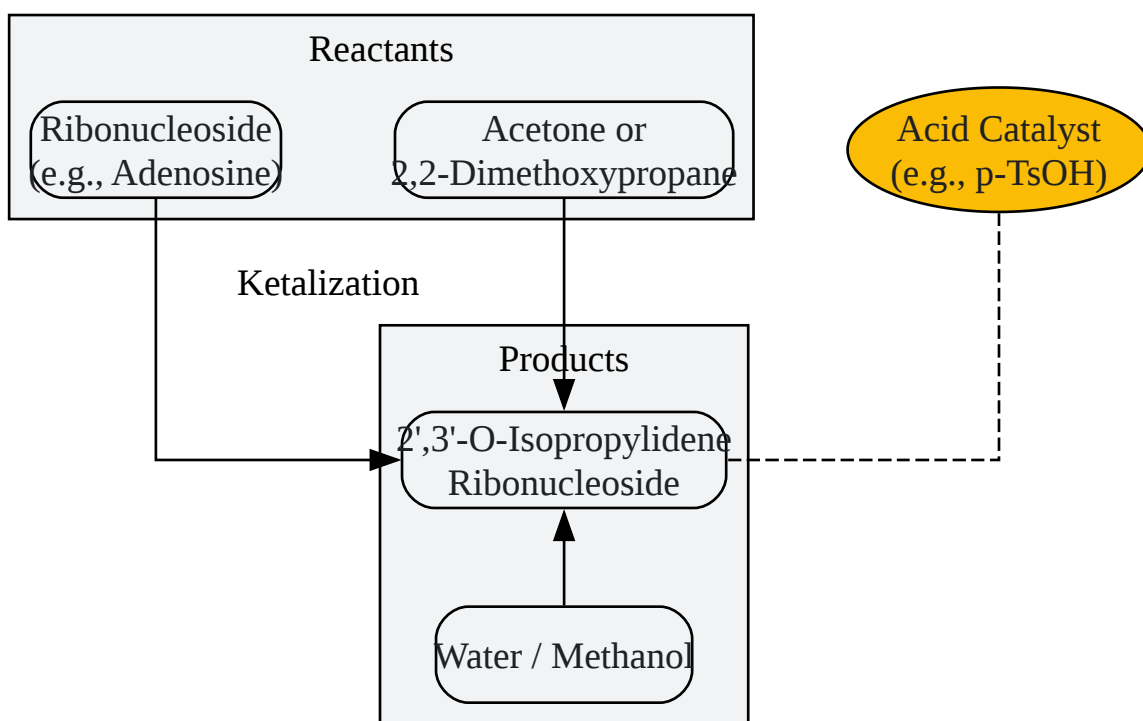 Reactants
Ribonucleoside
(e.g., Adenosine)
Acetone or
2,2-Dimethoxypropane
Acid Catalyst
(e.g., p-TsOH)
Ketalization
Products
2',3'-O-Isopropylidene
Ribonucleoside
Water / Methanol